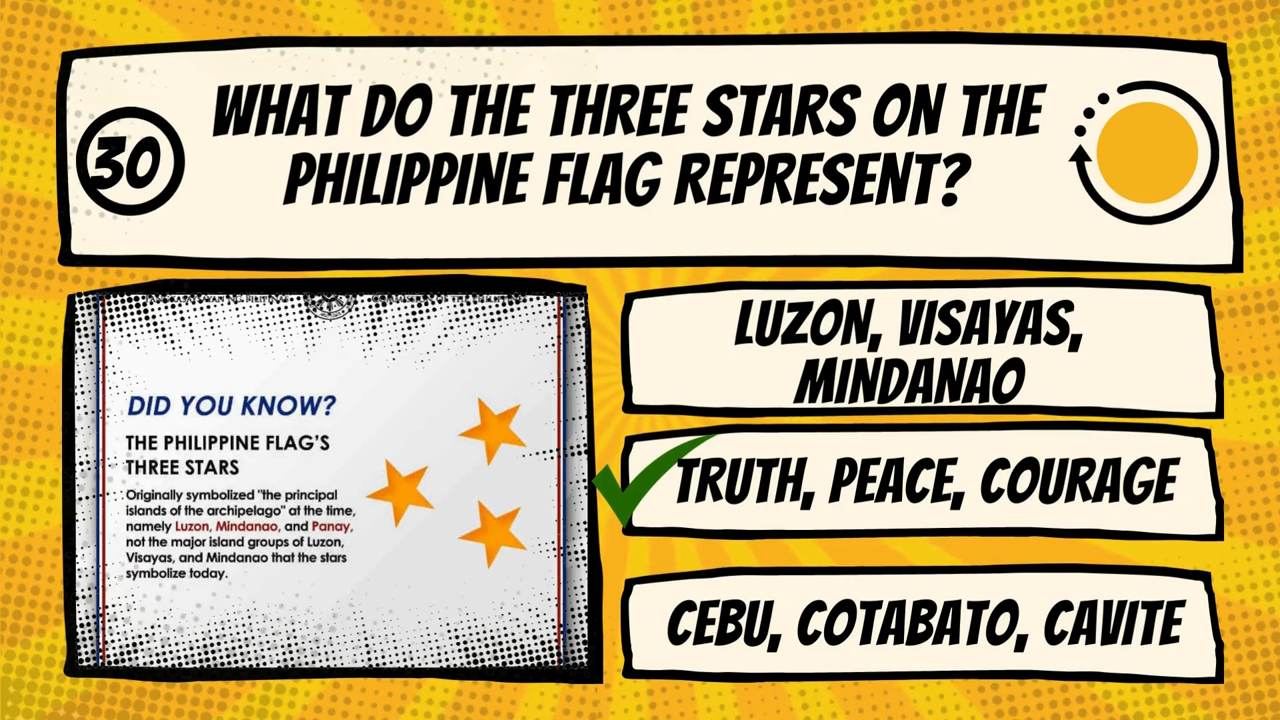 30
WHAT DO THE THREE STARS ON THE
PHILIPPINE FLAG REPRESENT?
DID YOU KNOW?
THE PHILIPPINE FLAG'S
THREE STARS
Originally symbolized "the principal
islands of the archipelago" at the time,
namely Luzon, Mindanao, and Panay,
not the major island groups of Luzon,
Visayas, and Mindanao that the stars
symbolize today.
LUZON, VISAYAS,
MINDANAO
TRUTH, PEACE, COURAGE
CEBU, COTABATO, CAVITE